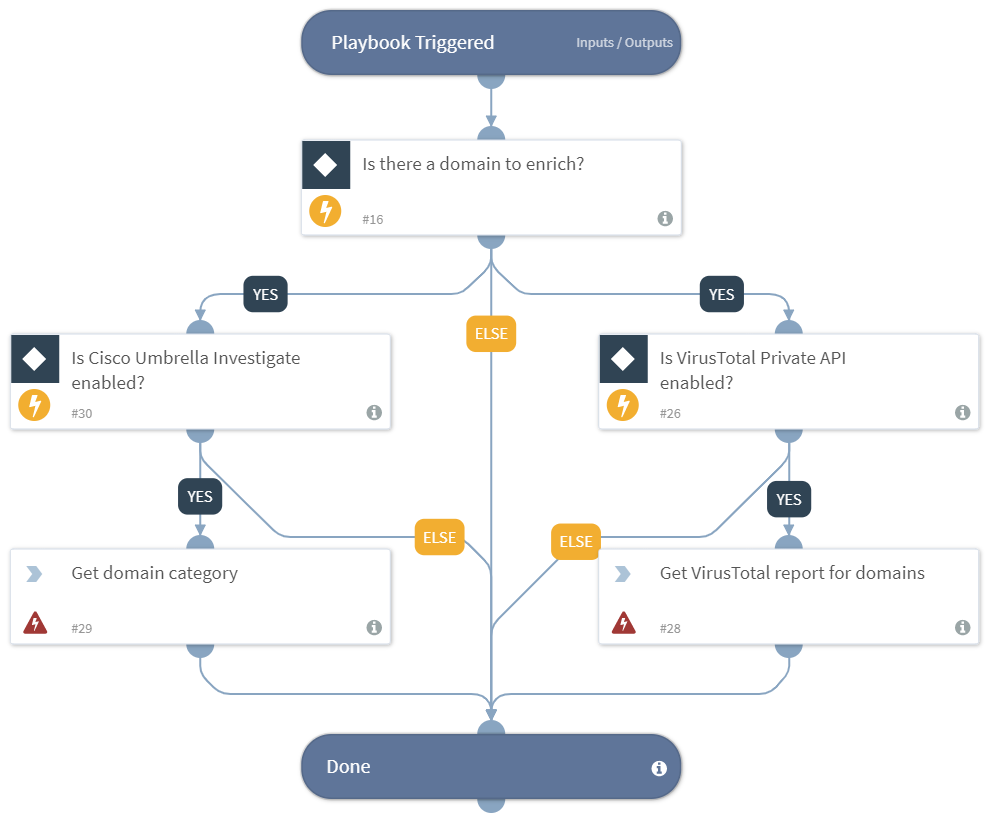 Playbook Triggered
Inputs / Outputs
Is there a domain to enrich?
#16
YES
YES
ELSE
Is Cisco Umbrella Investigate
enabled?
#30
Is VirusTotal Private API
enabled?
#26
YES
YES
ELSE
ELSE
Get domain category
#29
Get VirusTotal report for domains
#28
Done